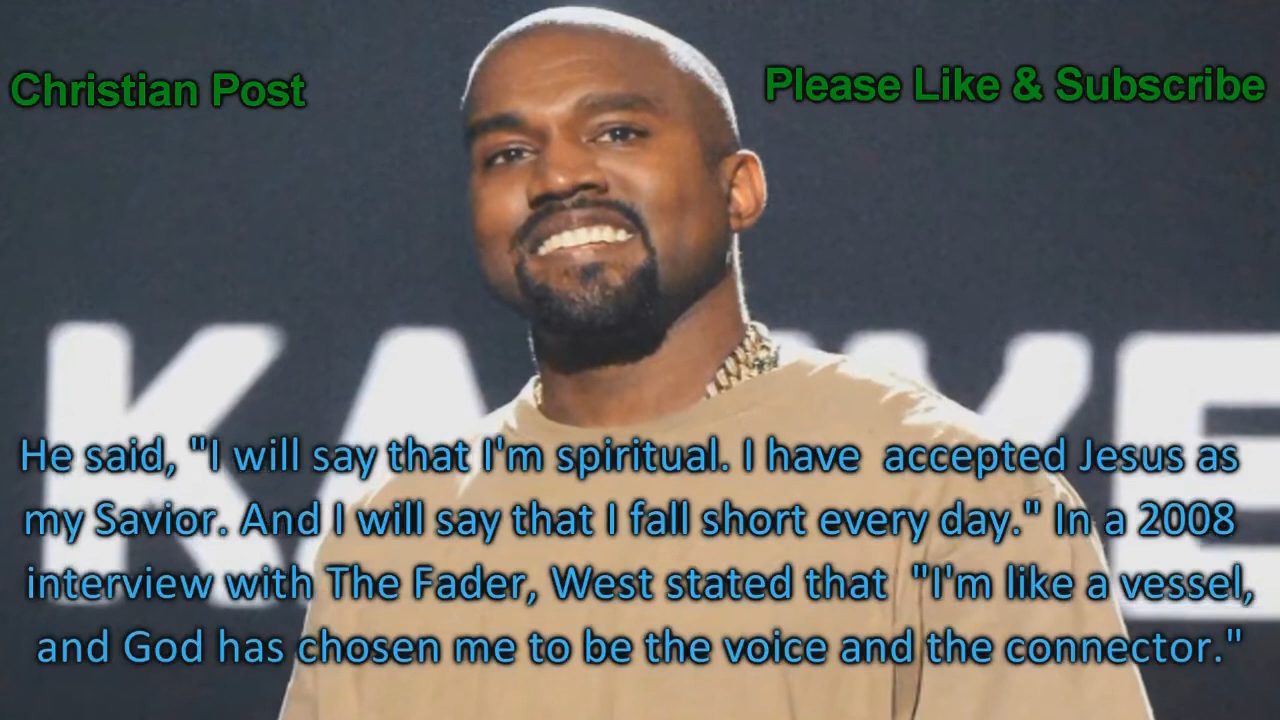 Christian Post
Please Like & Subscribe
He said, "I will say that I'm spiritual. I have  accepted Jesus as
my Savior. And I will say that I fall short every day." In a 2008
interview with The Fader, West stated that  "I'm like a vessel,
and God has chosen me to be the voice and the connector."